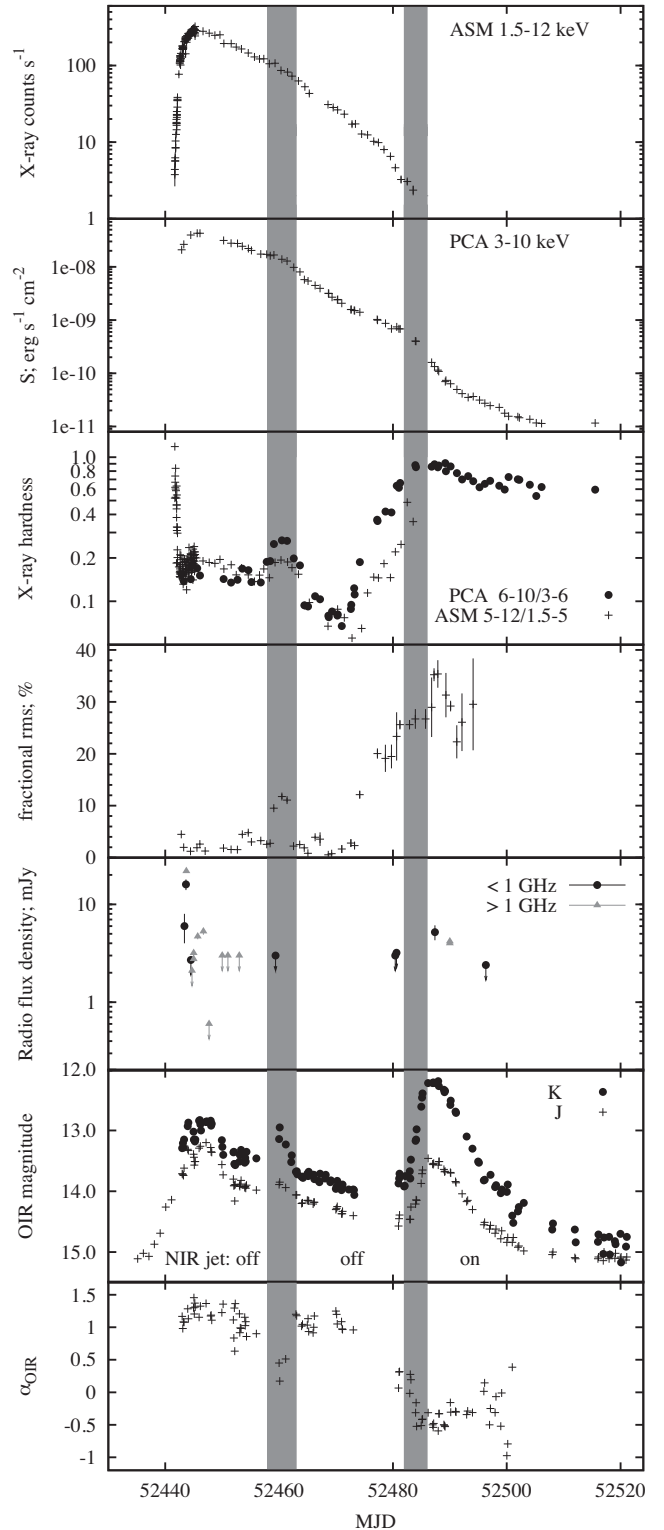 ASM 1.5-12 keV
X-ray counts s⁻¹
100
10
1
PCA 3-10 keV
S; erg s⁻¹ cm⁻²
1e-08
1e-09
1e-10
1e-11
X-ray hardness
1.0
0.8
0.6
0.4
0.2
0.1
PCA 6-10/3-6
ASM 5-12/1.5-5
fractional rms; %
40
30
20
10
0
Radio flux density; mJy
10
1
< 1 GHz
> 1 GHz
OIR magnitude
12.0
13.0
14.0
15.0
K
J
NIR jet: off off on
α_OIR
1.5
1
0.5
0
-0.5
-1
52440 52460 52480 52500 52520
MJD